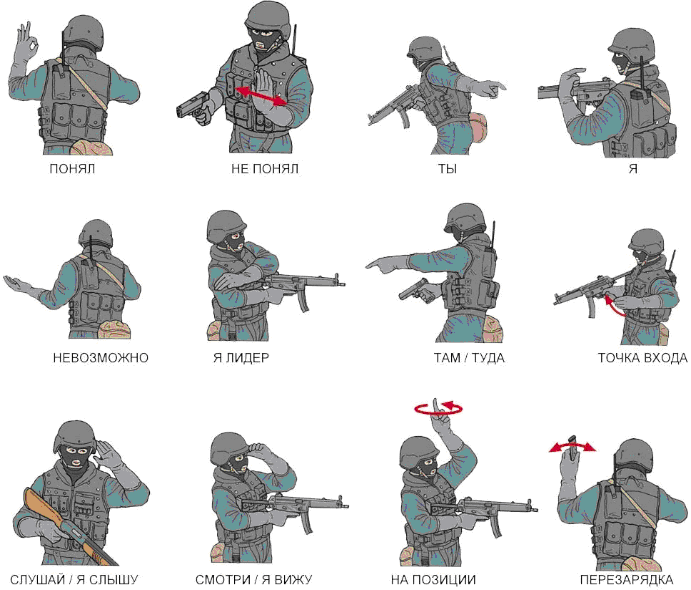 ПОНЯЛ
НЕ ПОНЯЛ
ТЫ
Я
НЕВОЗМОЖНО
Я ЛИДЕР
ТАМ / ТУДА
ТОЧКА ВХОДА
СЛУШАЙ / Я СЛЫШУ
СМОТРИ / Я ВИЖУ
НА ПОЗИЦИИ
ПЕРЕЗАРЯДКА